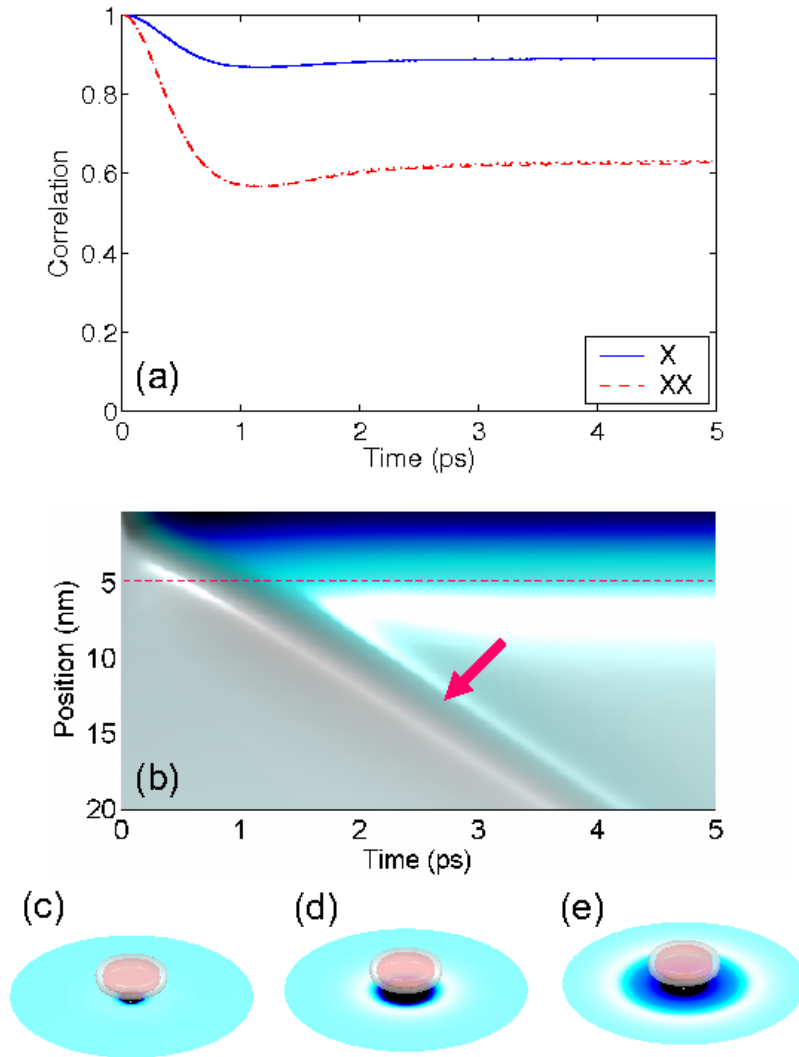 1
0.8
0.6
0.4
0.2
0
Correlation
(a)
X
XX
0 1 2 3 4 5
Time (ps)
5
10
15
20
Position (nm)
(b)
0 1 2 3 4 5
Time (ps)
(c) (d) (e)